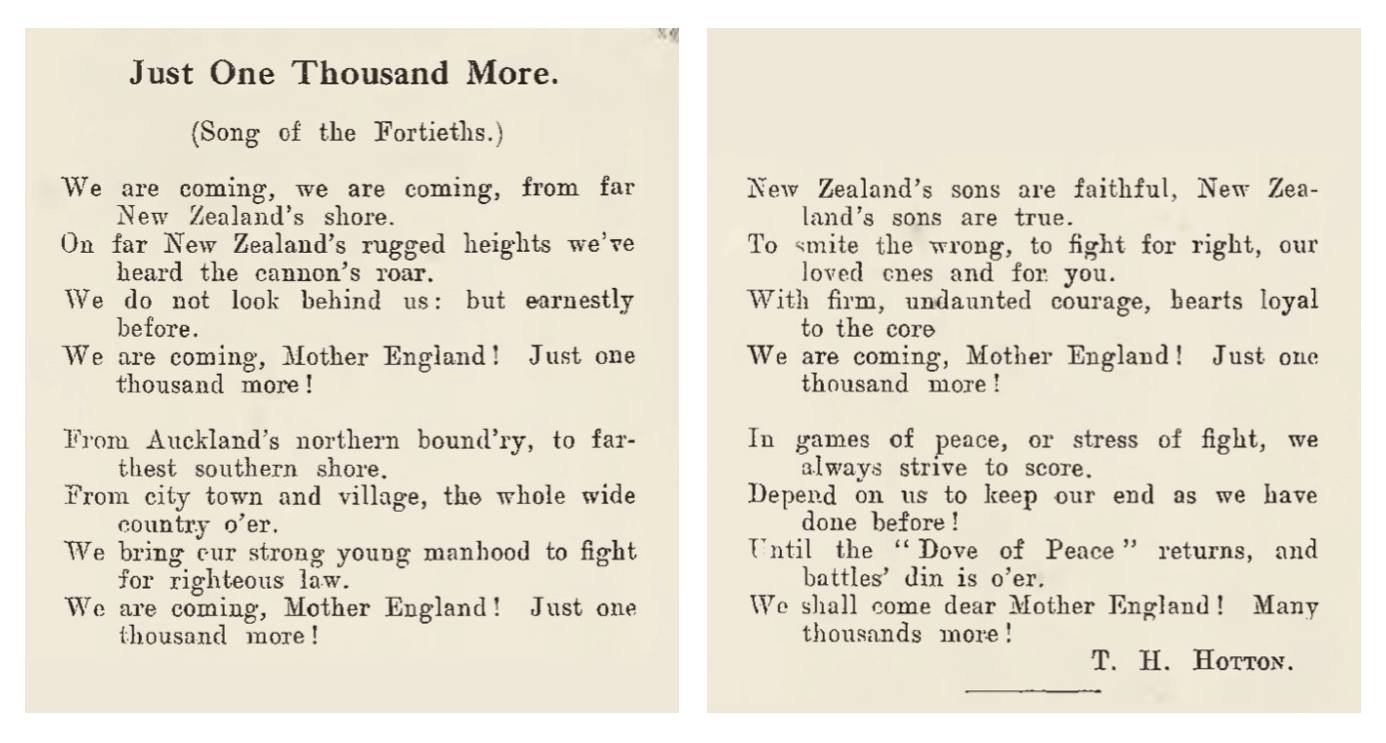 Just One Thousand More.
(Song of the Fortieths.)
We are coming, we are coming, from far
New Zealand's shore.
On far New Zealand's rugged heights we've
heard the cannon's roar.
We do not look behind us: but earnestly
before.
We are coming, Mother England! Just one
thousand more!
From Auckland's northern bound'ry, to far-
thest southern shore.
From city town and village, the whole wide
country o'er.
We bring our strong young manhood to fight
for righteous law.
We are coming, Mother England! Just one
thousand more!
New Zealand's sons are faithful, New Zea-
land's sons are true.
To smite the wrong, to fight for right, our
loved ones and for you.
With firm, undaunted courage, hearts loyal
to the core
We are coming, Mother England! Just one
thousand more!
In games of peace, or stress of fight, we
always strive to score.
Depend on us to keep our end as we have
done before!
Until the "Dove of Peace" returns, and
battles' din is o'er.
We shall come dear Mother England! Many
thousands more!
T. H. HOTTON.